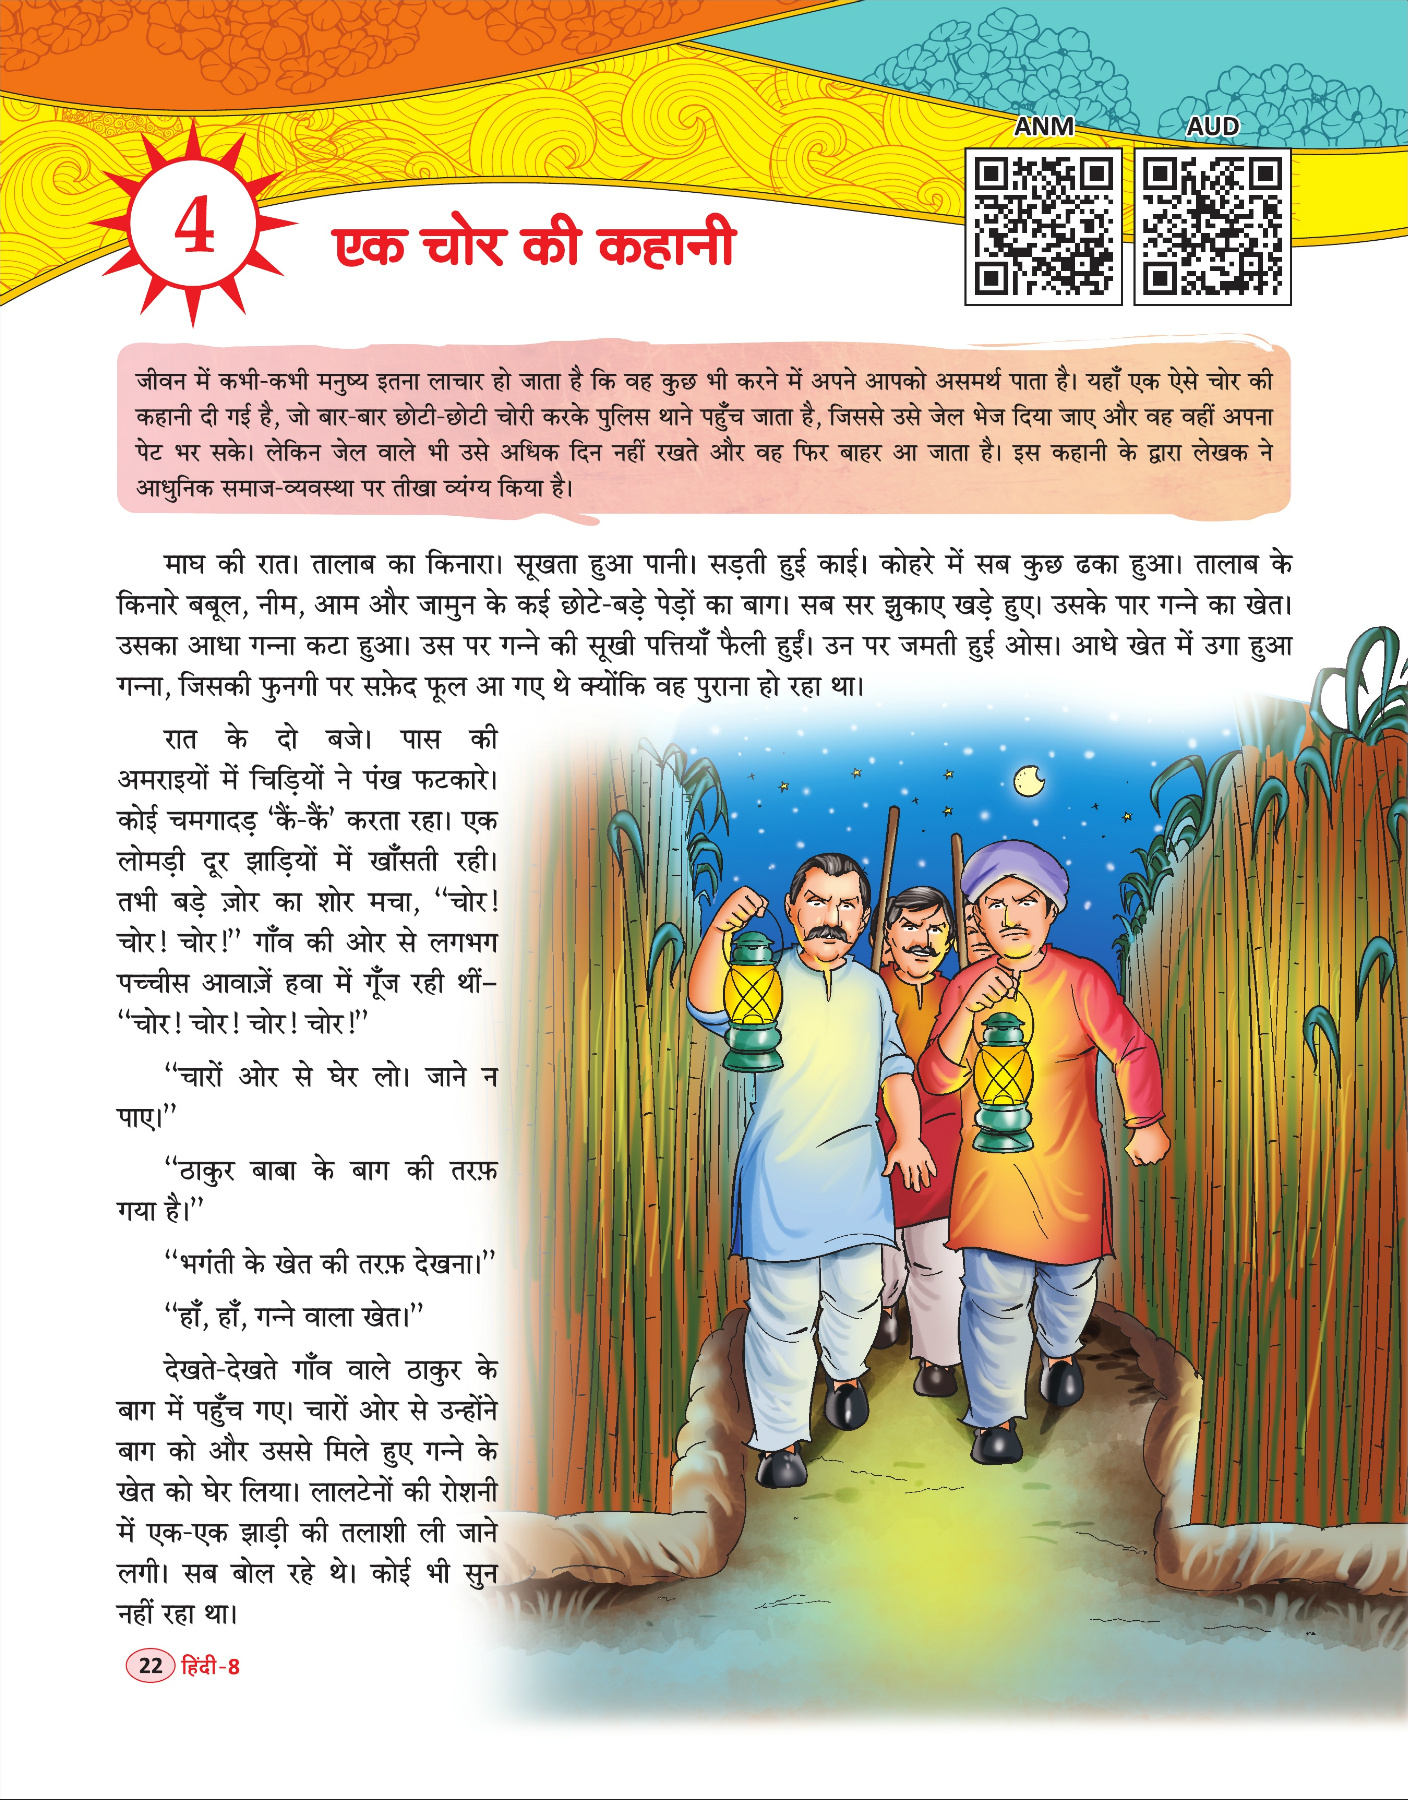 ANM
AUD
4
एक चोर की कहानी
जीवन में कभी-कभी मनुष्य इतना लाचार हो जाता है कि वह कुछ भी करने में अपने आपको असमर्थ पाता है। यहाँ एक ऐसे चोर की
कहानी दी गई है, जो बार-बार छोटी-छोटी चोरी करके पुलिस थाने पहुँच जाता है, जिससे उसे जेल भेज दिया जाए और वह वहीं अपना
पेट भर सके। लेकिन जेल वाले भी उसे अधिक दिन नहीं रखते और वह फिर बाहर आ जाता है। इस कहानी के द्वारा लेखक ने
आधुनिक समाज-व्यवस्था पर तीखा व्यंग्य किया है।
माघ की रात। तालाब का किनारा। सूखता हुआ पानी। सड़ती हुई काई। कोहरे में सब कुछ ढका हुआ। तालाब के
किनारे बबूल, नीम, आम और जामुन के कई छोटे-बड़े पेड़ों का बाग। सब सर झुकाए खड़े हुए। उसके पार गन्ने का खेत।
उसका आधा गन्ना कटा हुआ। उस पर गन्ने की सूखी पत्तियाँ फैली हुईं। उन पर जमती हुई ओस। आधे खेत में उगा हुआ
गन्ना, जिसकी फुनगी पर सफ़ेद फूल आ गए थे क्योंकि वह पुराना हो रहा था।
रात के दो बजे। पास की
अमराइयों में चिड़ियों ने पंख फटकारे।
कोई चमगादड़ ‘कैं-कैं’ करता रहा। एक
लोमड़ी दूर झाड़ियों में खाँसती रही।
तभी बड़े ज़ोर का शोर मचा, “चोर!
चोर! चोर!” गाँव की ओर से लगभग
पच्चीस आवाज़ें हवा में गूँज रही थीं–
“चोर! चोर! चोर! चोर!”
“चारों ओर से घेर लो। जाने न
पाए।”
“ठाकुर बाबा के बाग की तरफ़
गया है।”
“भगंती के खेत की तरफ़ देखना।”
“हाँ, हाँ, गन्ने वाला खेत।”
देखते-देखते गाँव वाले ठाकुर के
बाग में पहुँच गए। चारों ओर से उन्होंने
बाग को और उससे मिले हुए गन्ने के
खेत को घेर लिया। लालटेनों की रोशनी
में एक-एक झाड़ी की तलाशी ली जाने
लगी। सब बोल रहे थे। कोई भी सुन
नहीं रहा था।
22 हिंदी-8